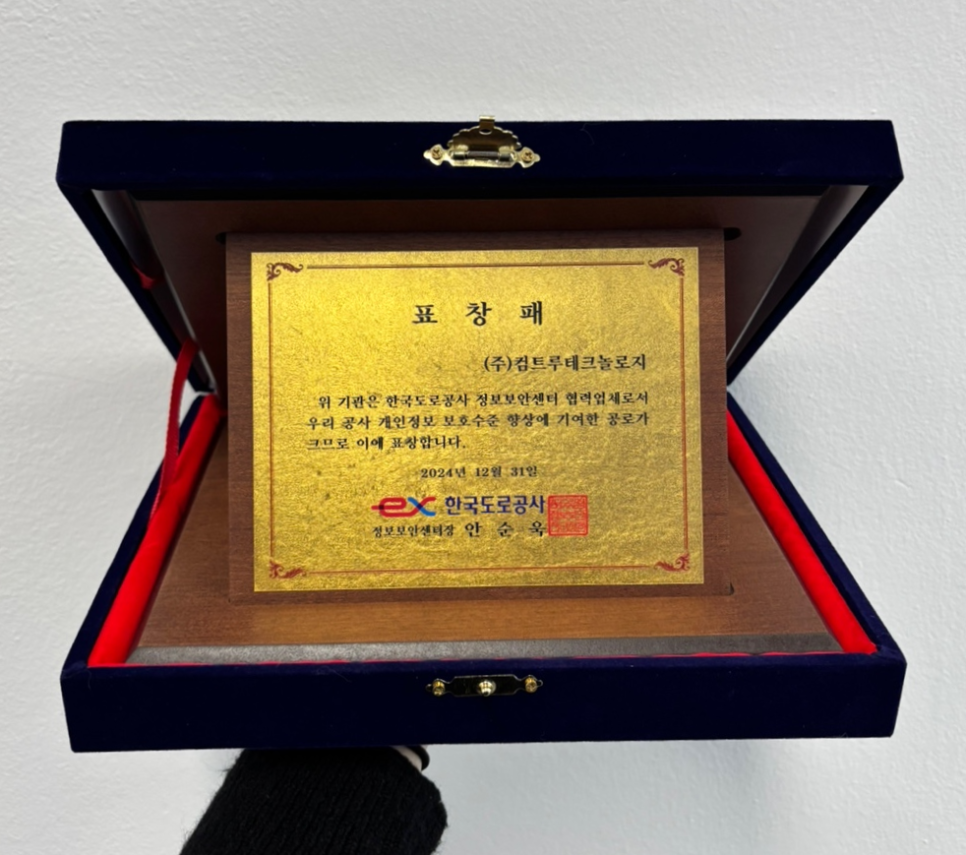 표 창 패
(주)컴트루테크놀로지
위 기관은 한국도로공사 정보보안센터 협력업체로서
우리 공사 개인정보 보호수준 향상에 기여한 공로가
크므로 이에 표창합니다.
2024년 12월 31일
ex 한국도로공사
정보보안센터장 안 순 욱